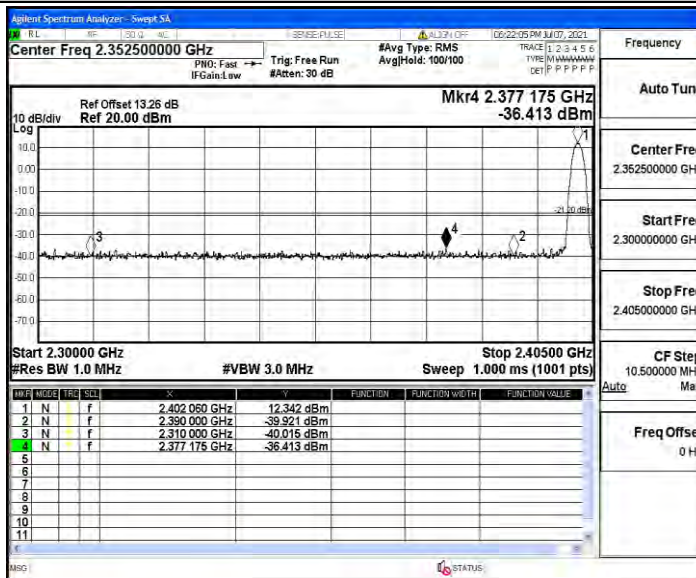 Agilent Spectrum Analyzer - Swept SA
RL RF 50 Ω AC SENSE:PULSE ALIGN OFF 06:22:05 PM Jul 07, 2021
Center Freq 2.352500000 GHz
#Avg Type: RMS
TRACE 1 2 3 4 5 6
PNO: Fast
Trig: Free Run
Avg|Hold: 100/100
TYPE M WWWWW
IFGain:Low
#Atten: 30 dB
DET P P P P P P
Ref Offset 13.26 dB
Mkr4 2.377 175 GHz
10 dB/div
Ref 20.00 dBm
-36.413 dBm
Log
1
10.0
0.00
-10.0
-21.20 dBm
-20.0
3
4
2
-30.0
-40.0
-50.0
-60.0
-70.0
Start 2.30000 GHz
Stop 2.40500 GHz
#Res BW 1.0 MHz
#VBW 3.0 MHz
Sweep 1.000 ms (1001 pts)
MKR MODE TRC SCL X Y FUNCTION FUNCTION WIDTH FUNCTION VALUE
1 N f 2.402 060 GHz 12.342 dBm
2 N f 2.390 000 GHz -39.921 dBm
3 N f 2.310 000 GHz -40.015 dBm
4 N f 2.377 175 GHz -36.413 dBm
5
6
7
8
9
10
11
MSG
STATUS
Frequency
Auto Tun
Center Fre
2.352500000 GH
Start Fre
2.300000000 GH
Stop Fre
2.405000000 GH
CF Ste
10.500000 MH
Auto Ma
Freq Offse
0 H